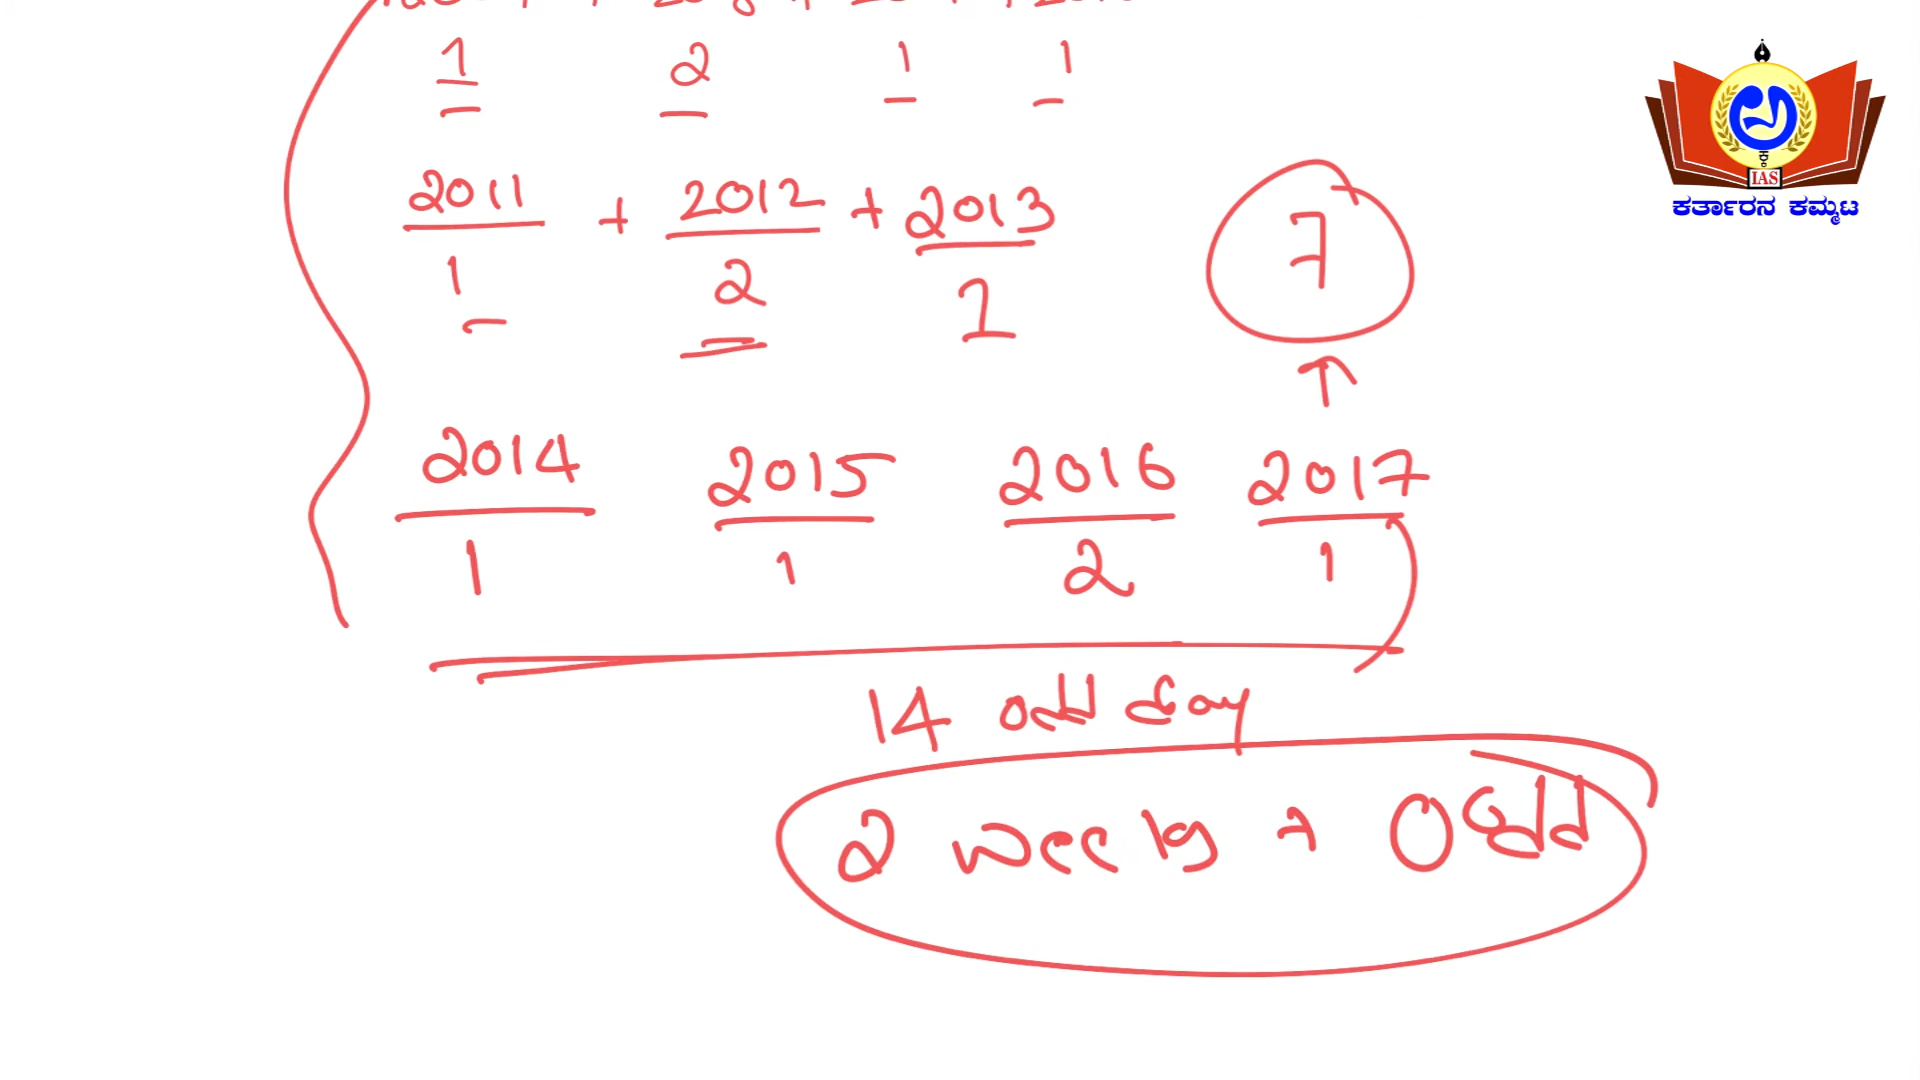 1 2 1 1
2011 + 2012 + 2013
1 2 1
7
2014 2015 2016 2017
1 1 2 1
14 odd day
2 weeks + 0 odd
IAS
ಕರ್ತಾರನ ಕಮ್ಮಟ